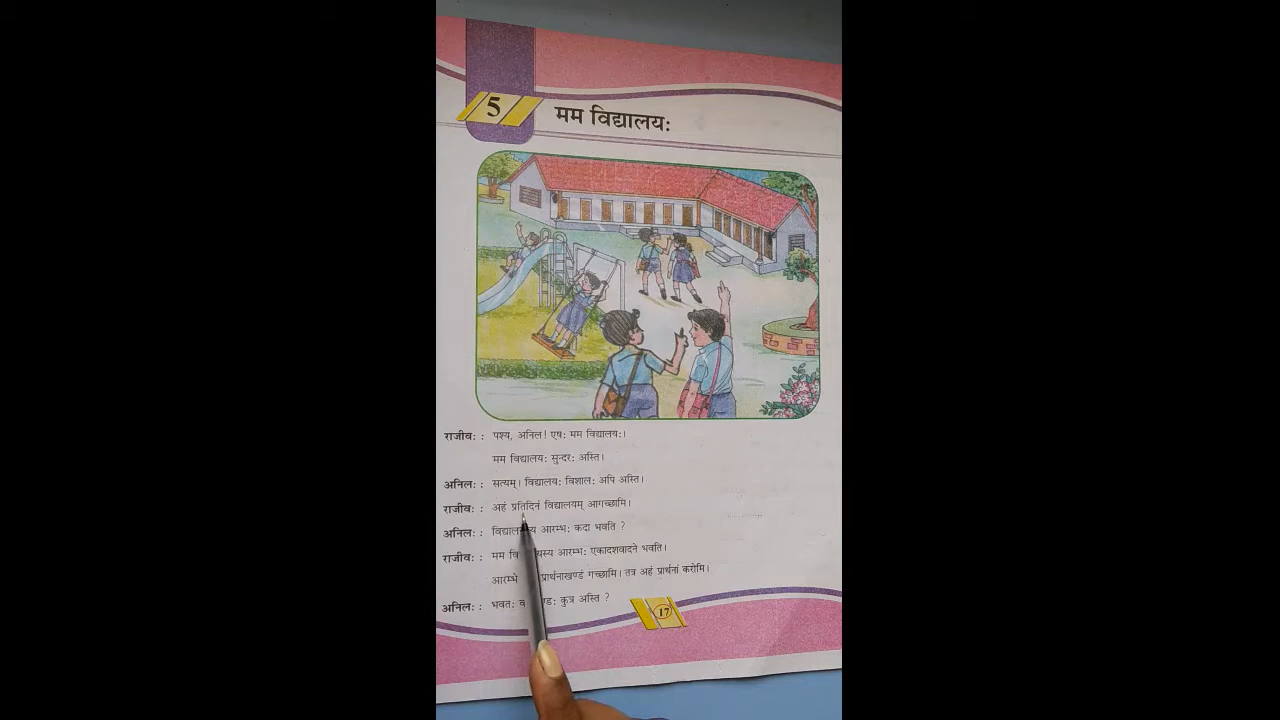 5
मम विद्यालय:
राजीव: : पश्य, अनिल! एष: मम विद्यालय:।
मम विद्यालय: सुन्दर: अस्ति।
अनिल: : सत्यम्। विद्यालय: विशाल: अपि अस्ति।
राजीव: : अहं प्रतिदिनं विद्यालयम् आगच्छामि।
अनिल: : आरम्भ: कदा भवति ?
राजीव: : मम आरम्भ: एकादशवादने भवति।
आरम्भे प्रार्थनाखण्डं गच्छामि। तत्र अहं प्रार्थनां करोमि।
अनिल: : भवत: कुत्र अस्ति ?
17